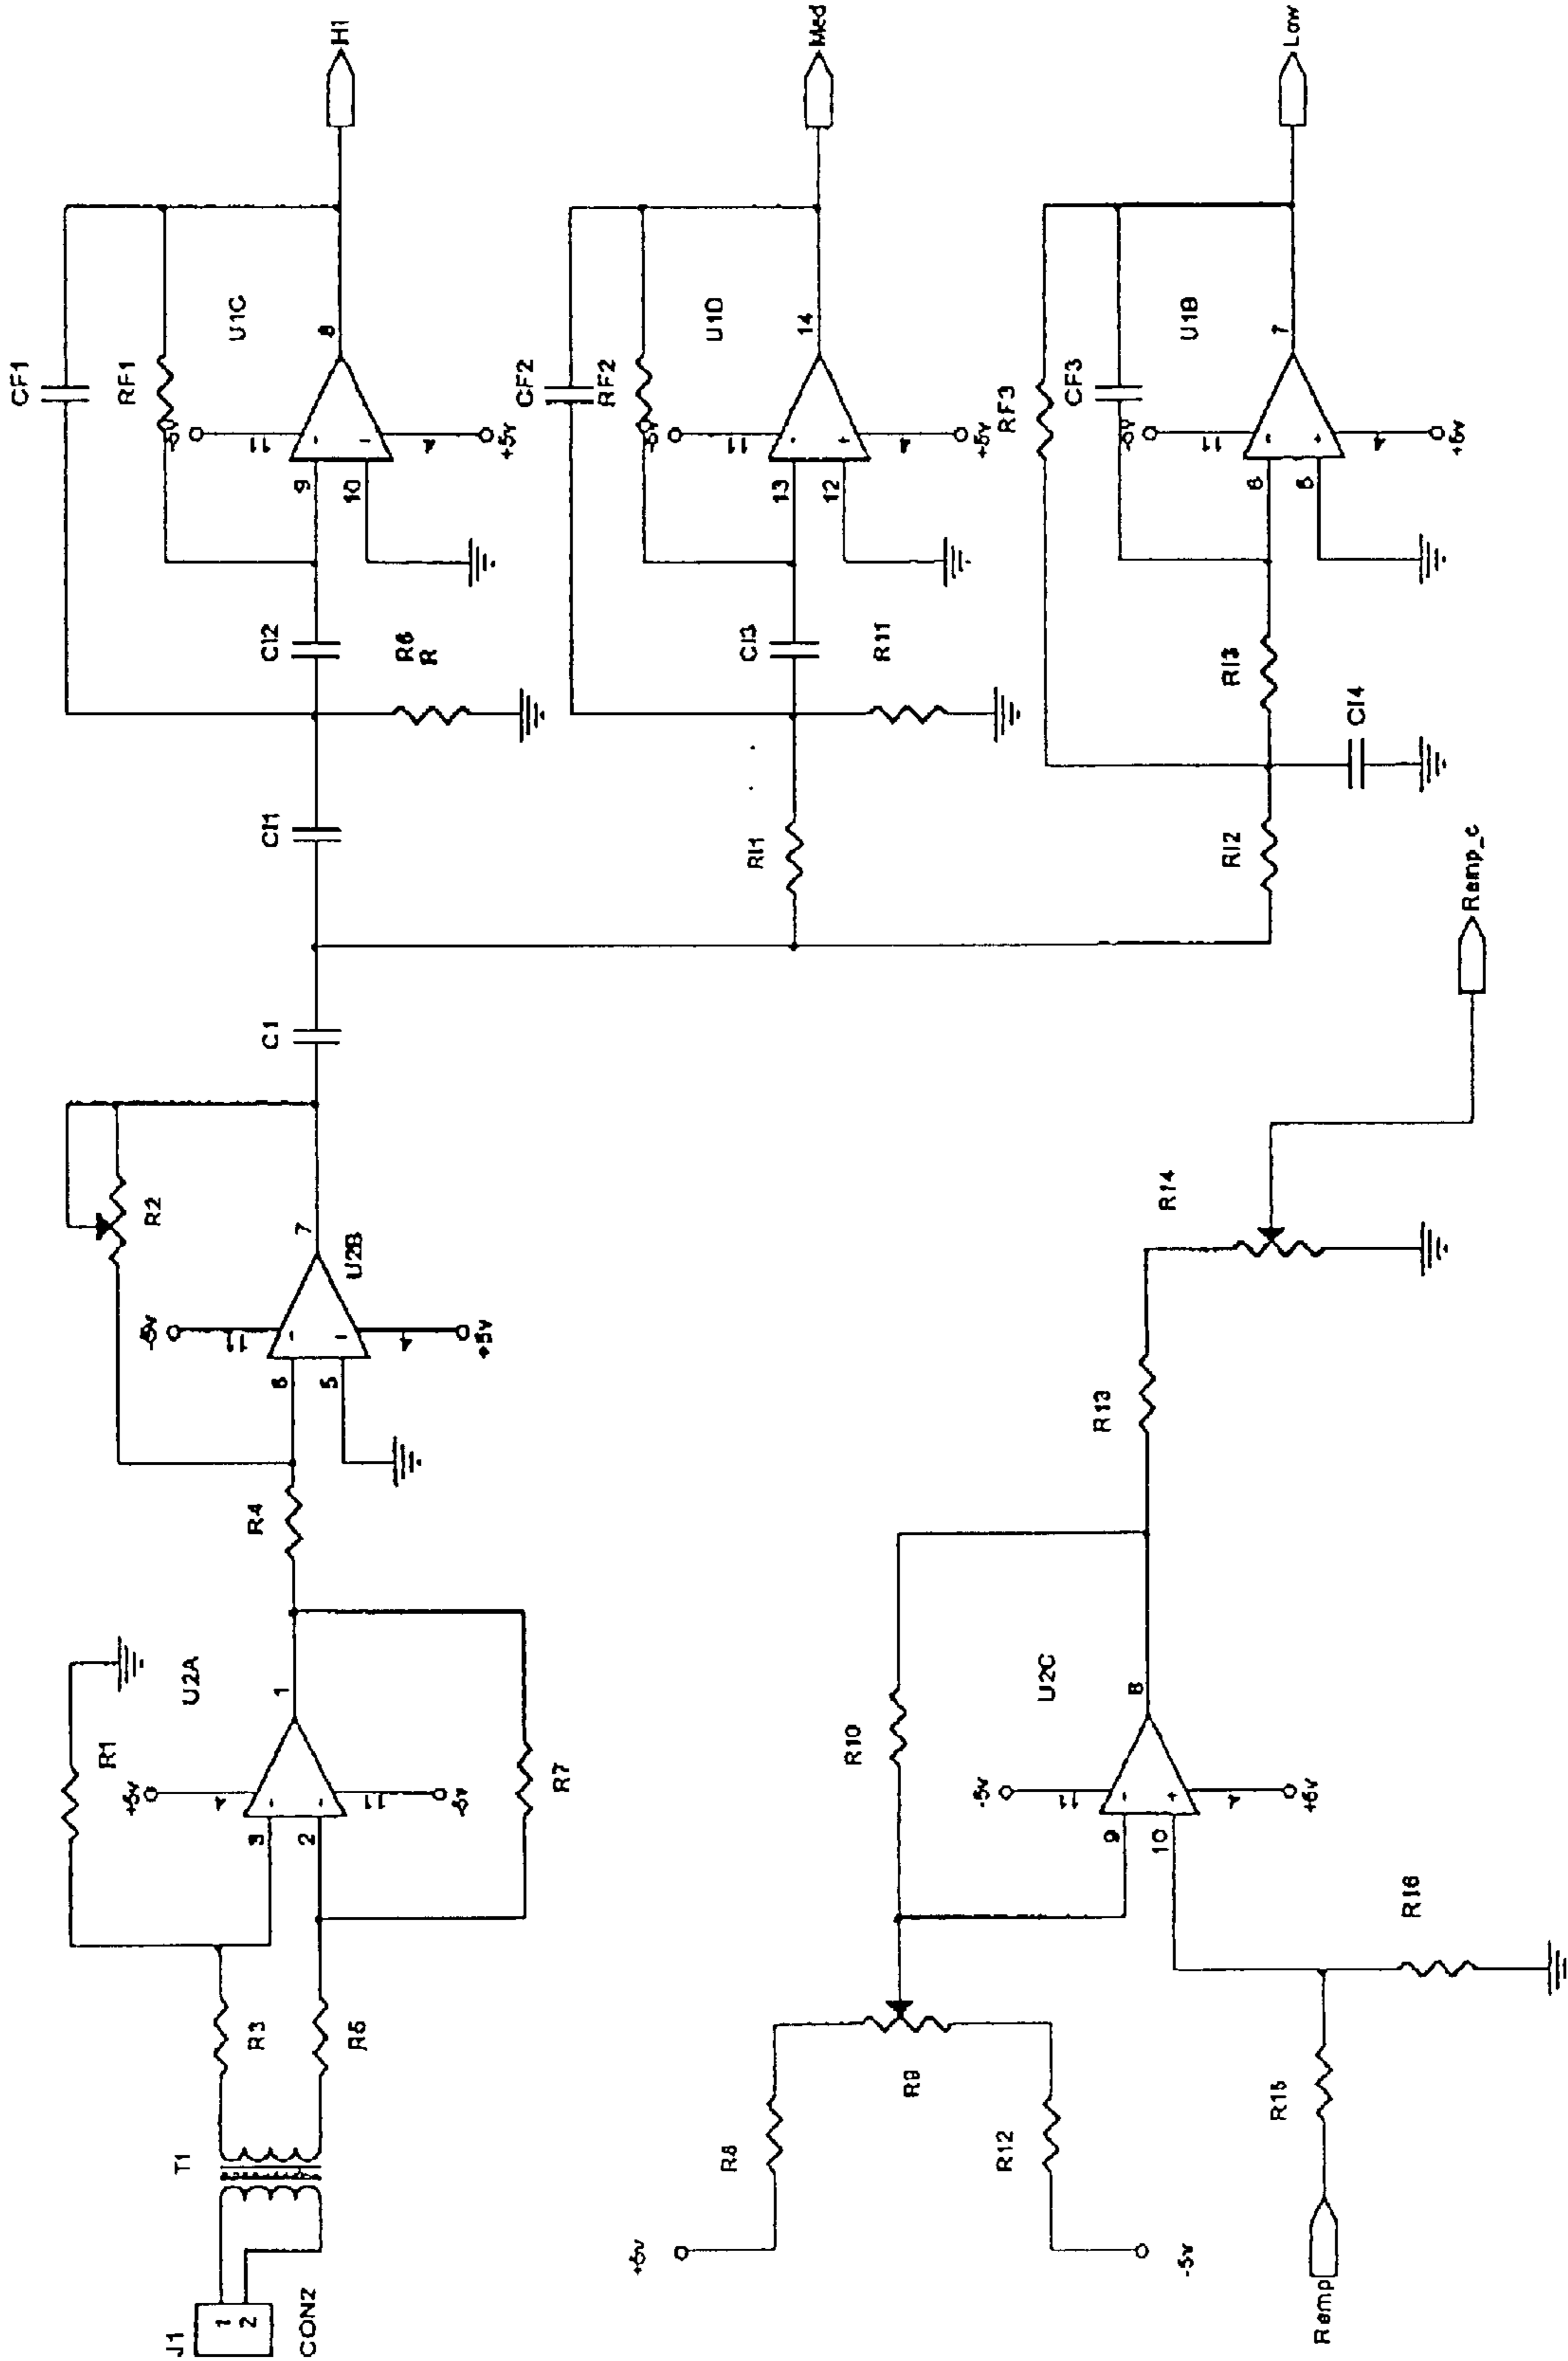 J1
1
2
CON2
T1
R3
R5
R1
+5v
4
3
2
11
-5v
U2A
1
R7
R4
-5v
11
6
5
4
+5v
R2
7
U2B
C1
CI1
CI2
R6
R
CF1
RF1
-5v
11
9
10
4
+5v
U1C
8
HI
RI1
CI3
R11
CF2
RF2
-5v
11
13
12
4
+5v
U1D
14
Med
RI2
RI3
CI4
RF3
CF3
-5v
11
6
4
+5v
U1B
7
Low
+5v
R8
R9
R12
-5v
R10
-5v
11
9
10
4
+5v
U2C
8
R13
R14
Ramp_c
Ramp
R15
R16